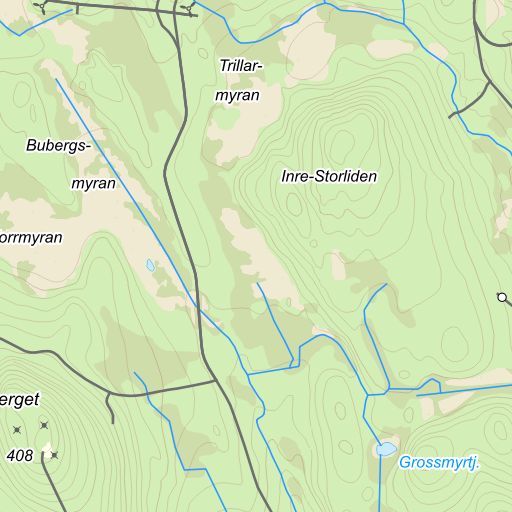 Trillar-
myran
Bubergs-
myran
Inre-Storliden
orrmyran
erget
408
Grossmyrtj.